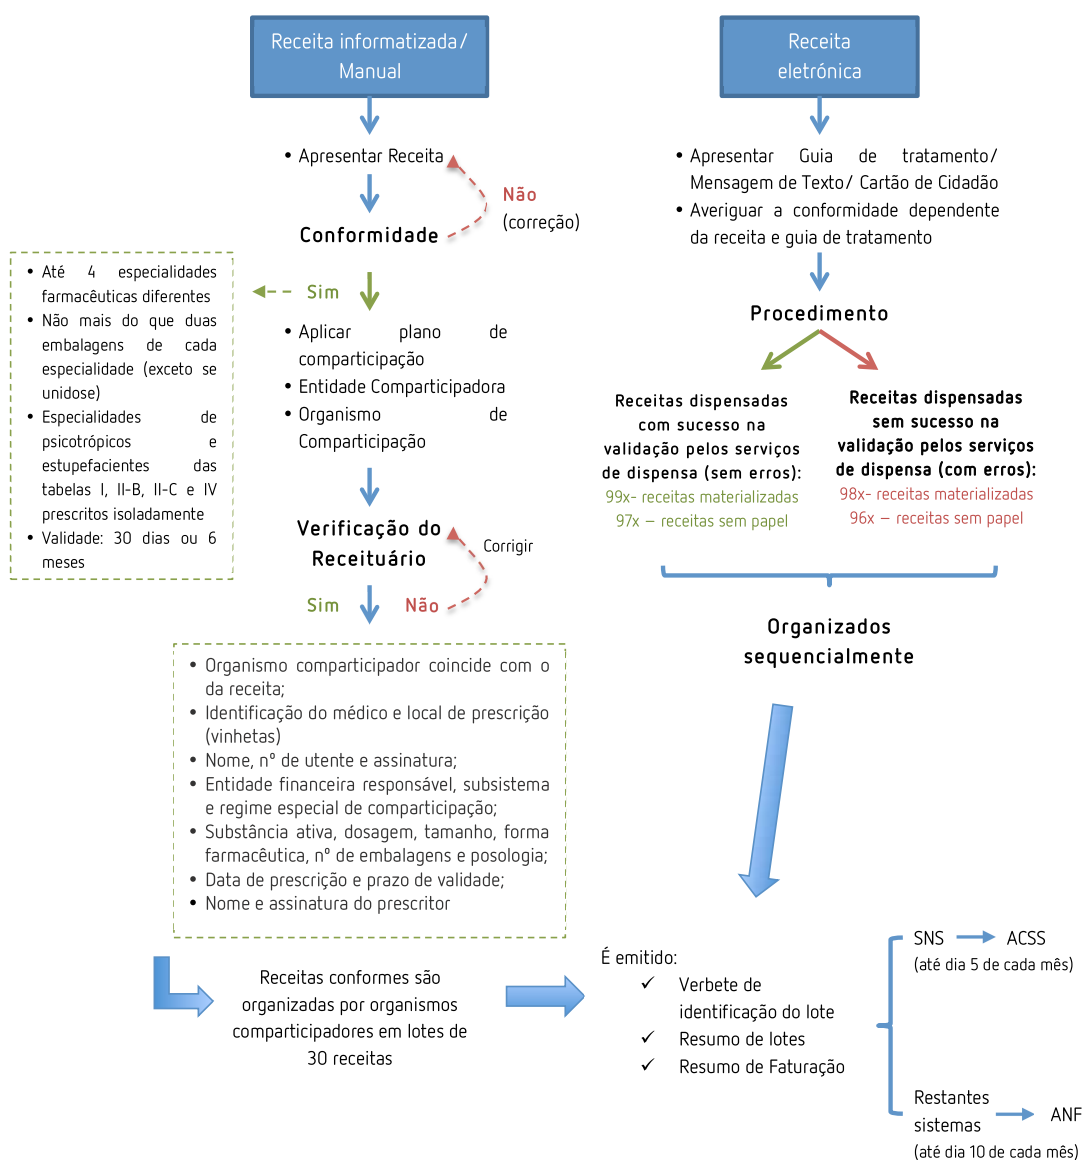 Receita informatizada/
Manual
• Apresentar Receita
Não
(correção)
Conformidade
Sim
• Até 4 especialidades
farmacêuticas diferentes
• Não mais do que duas
embalagens de cada
especialidade (exceto se
unidose)
• Especialidades de
psicotrópicos e
estupefacientes das
tabelas I, II-B, II-C e IV
prescritos isoladamente
• Validade: 30 dias ou 6
meses
• Aplicar plano de
comparticipação
• Entidade Comparticipadora
• Organismo de
Comparticipação
Verificação do
Receituário
Corrigir
Sim
Não
• Organismo comparticipador coincide com o
da receita;
• Identificação do médico e local de prescrição
(vinhetas)
• Nome, nº de utente e assinatura;
• Entidade financeira responsável, subsistema
e regime especial de comparticipação;
• Substância ativa, dosagem, tamanho, forma
farmacêutica, nº de embalagens e posologia;
• Data de prescrição e prazo de validade;
• Nome e assinatura do prescritor
Receitas conformes são
organizadas por organismos
comparticipadores em lotes de
30 receitas
Receita
eletrónica
• Apresentar Guia de tratamento/
Mensagem de Texto/ Cartão de Cidadão
• Averiguar a conformidade dependente
da receita e guia de tratamento
Procedimento
Receitas dispensadas
com sucesso na
validação pelos serviços
de dispensa (sem erros):
99x- receitas materializadas
97x – receitas sem papel
Receitas dispensadas
sem sucesso na
validação pelos serviços
de dispensa (com erros):
98x- receitas materializadas
96x – receitas sem papel
Organizados
sequencialmente
É emitido:
✓ Verbete de
identificação do lote
✓ Resumo de lotes
✓ Resumo de Faturação
SNS
ACSS
(até dia 5 de cada mês)
Restantes
sistemas
ANF
(até dia 10 de cada mês)